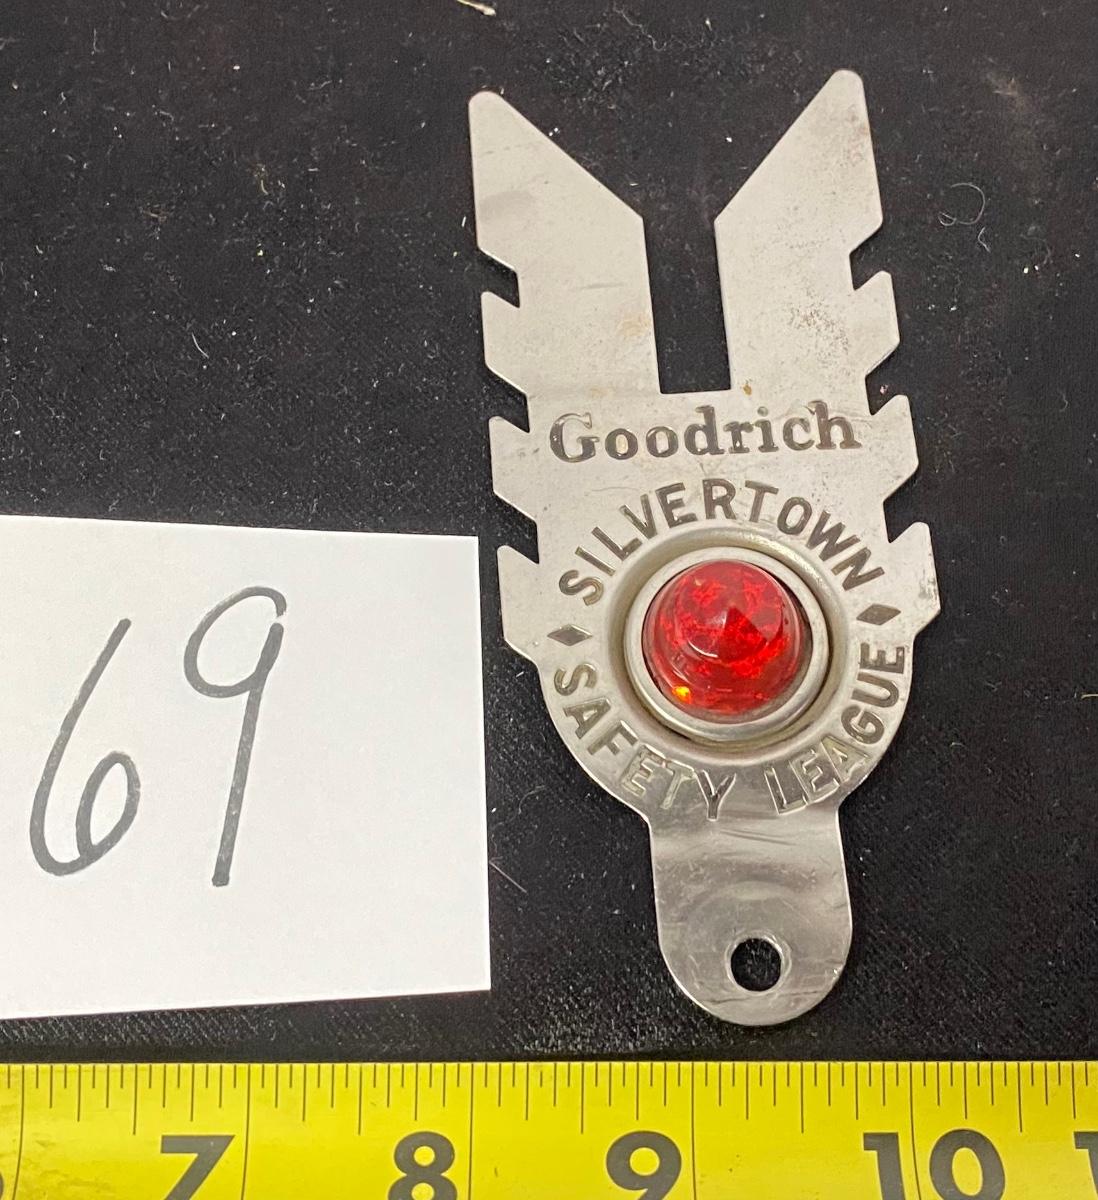 Goodrich
SILVERTOWN
SAFETY LEAGUE
69
7 8 9 10